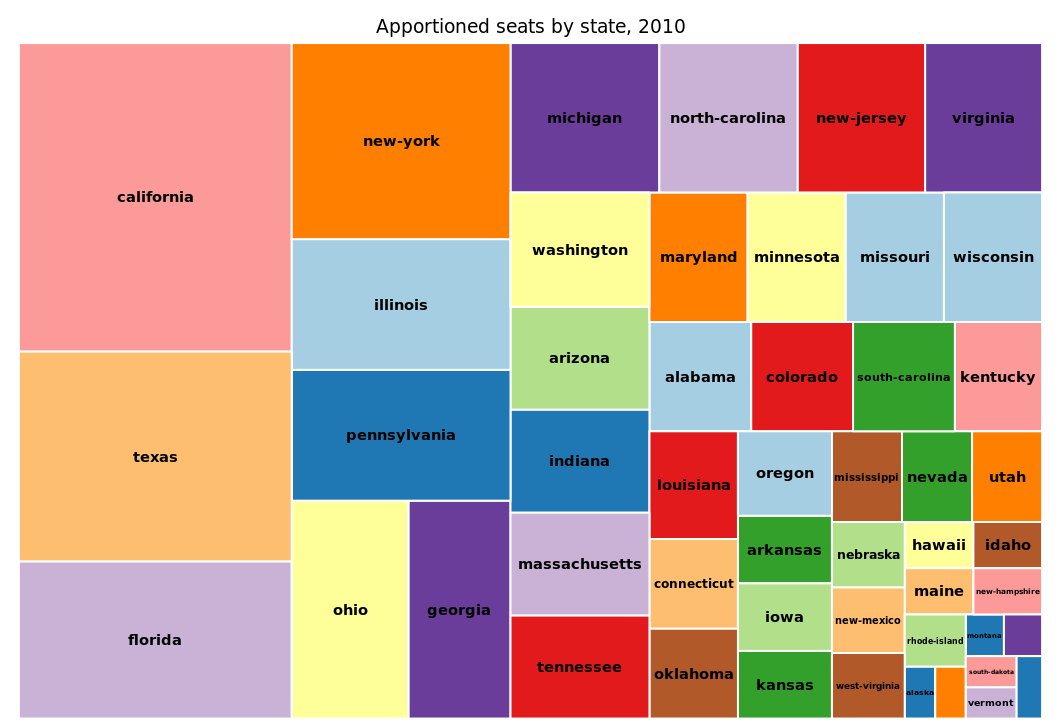 Apportioned seats by state, 2010
california
texas
florida
new-york
illinois
pennsylvania
ohio
georgia
michigan
north-carolina
new-jersey
virginia
washington
arizona
indiana
massachusetts
tennessee
maryland
minnesota
missouri
wisconsin
alabama
colorado
south-carolina
kentucky
louisiana
connecticut
oklahoma
oregon
arkansas
iowa
kansas
mississippi
nevada
utah
nebraska
new-mexico
west-virginia
hawaii
idaho
maine
new-hampshire
rhode-island
montana
alaska
south-dakota
vermont